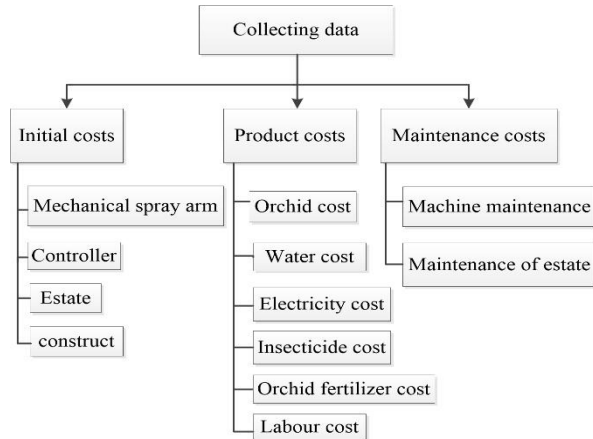 Collecting data
Initial costs
Mechanical spray arm
Controller
Estate
construct
Product costs
Orchid cost
Water cost
Electricity cost
Insecticide cost
Orchid fertilizer cost
Labour cost
Maintenance costs
Machine maintenance
Maintenance of estate